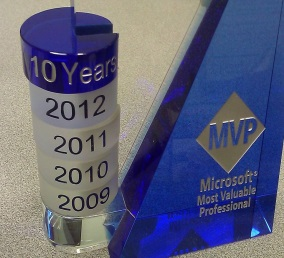 10 Years
2012
2011
2010
2009
MVP
Microsoft®
Most Valuable
Professional